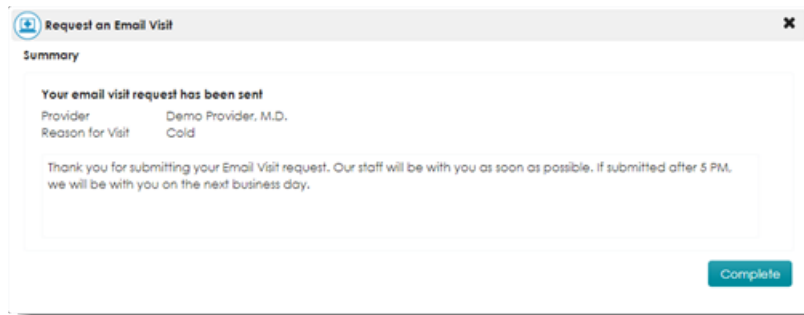 Request an Email Visit
Summary
Your email visit request has been sent
Provider Demo Provider, M.D.
Reason for Visit Cold
Thank you for submitting your Email Visit request. Our staff will be with you as soon as possible. If submitted after 5 PM,
we will be with you on the next business day.
Complete